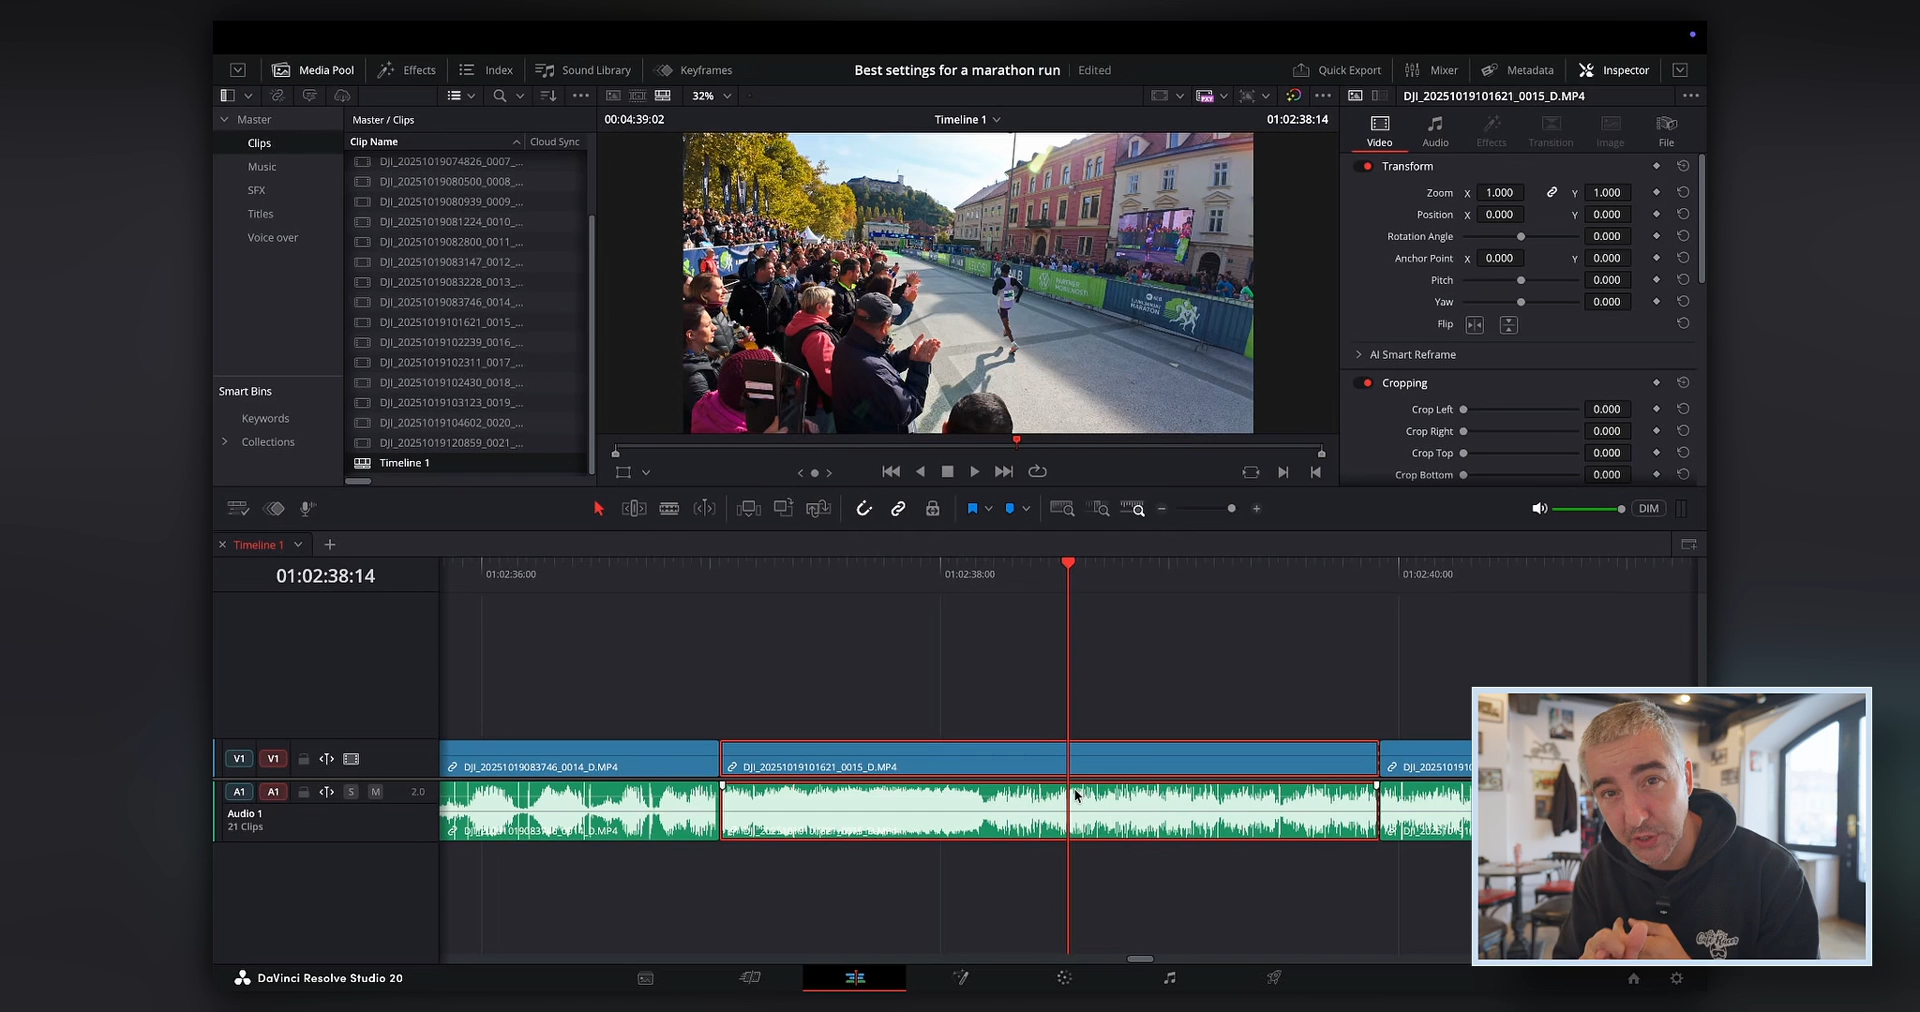 Media Pool Effects Index Sound Library Keyframes Best settings for a marathon run Edited Quick Export Mixer Metadata Inspector
32% DJI_20251019101621_0015_D.MP4
Master Master / Clips 00:04:39:02 Timeline 1 01:02:38:14
Clips Clip Name Cloud Sync Video Audio Effects Transition Image File
Music DJI_20251019074826_0007_...
SFX DJI_20251019080500_0008_...
Titles DJI_20251019080939_0009_...
Voice over DJI_20251019081224_0010_...
DJI_20251019082800_0011_...
DJI_20251019083147_0012_...
DJI_20251019083228_0013_...
DJI_20251019083746_0014_...
DJI_20251019101621_0015_...
DJI_20251019102239_0016_...
DJI_20251019102311_0017_...
DJI_20251019102430_0018_...
DJI_20251019103123_0019_...
DJI_20251019104602_0020_...
DJI_20251019120859_0021_...
Timeline 1
Smart Bins
Keywords
Collections
Transform
Zoom X 1.000 Y 1.000
Position X 0.000 Y 0.000
Rotation Angle 0.000
Anchor Point X 0.000 Y 0.000
Pitch 0.000
Yaw 0.000
Flip
AI Smart Reframe
Cropping
Crop Left 0.000
Crop Right 0.000
Crop Top 0.000
Crop Bottom 0.000
DIM
Timeline 1
01:02:38:14 01:02:36:00 01:02:38:00 01:02:40:00
V1 V1 DJI_20251019083746_0014_D.MP4 DJI_20251019101621_0015_D.MP4 DJI_2025101910
A1 A1 S M 2.0
Audio 1
21 Clips DJI_20251019083746_0014_D.MP4
DaVinci Resolve Studio 20